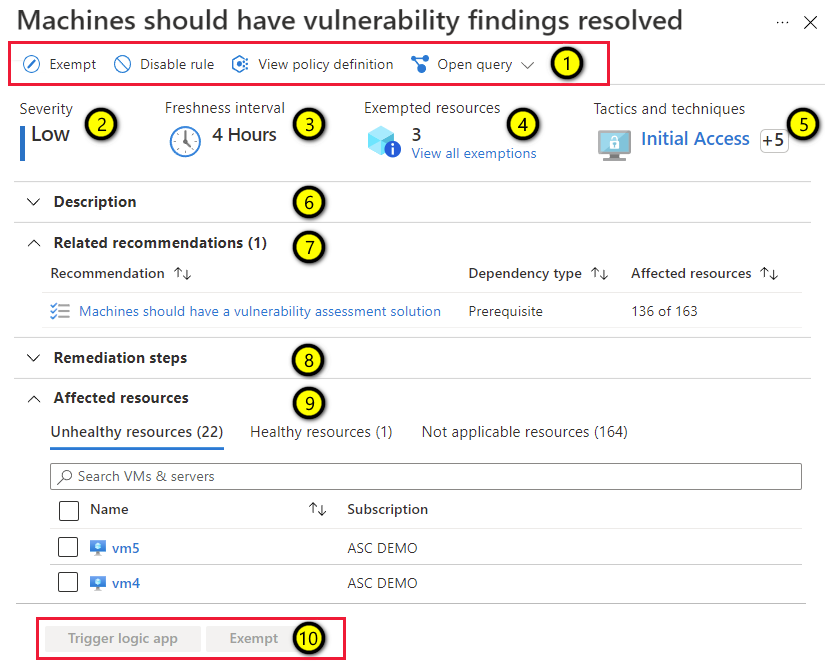 Machines should have vulnerability findings resolved
Exempt Disable rule View policy definition Open query 1
Severity Freshness interval Exempted resources Tactics and techniques
Low 2 4 Hours 3 3 4 Initial Access +5 5
View all exemptions
Description 6
Related recommendations (1) 7
Recommendation Dependency type Affected resources
Machines should have a vulnerability assessment solution Prerequisite 136 of 163
Remediation steps 8
Affected resources 9
Unhealthy resources (22) Healthy resources (1) Not applicable resources (164)
Search VMs & servers
Name Subscription
vm5 ASC DEMO
vm4 ASC DEMO
Trigger logic app Exempt 10